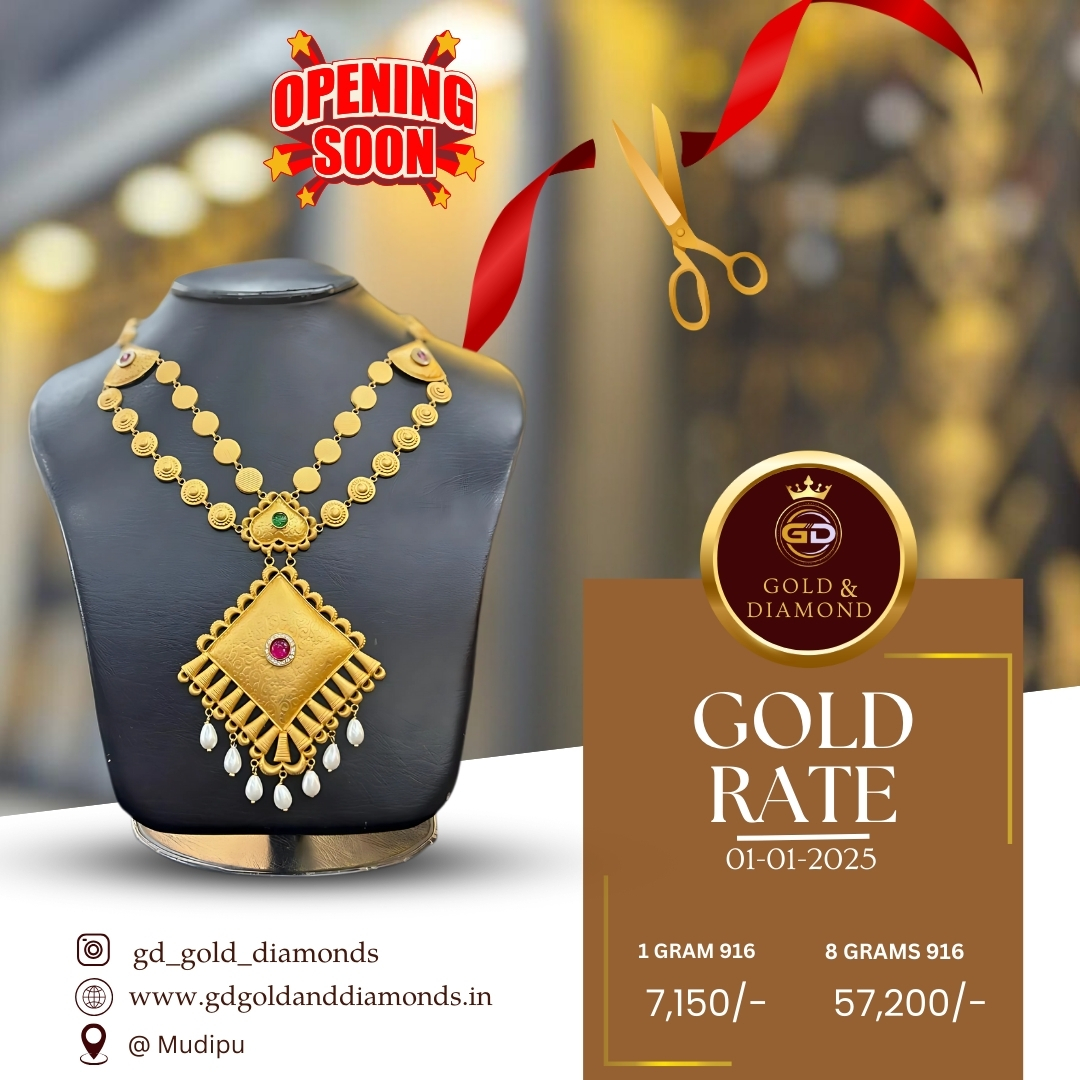 OPENING
SOON
GD
GOLD &
DIAMOND
GOLD
RATE
01-01-2025
1 GRAM 916
8 GRAMS 916
7,150/-
57,200/-
gd_gold_diamonds
www.gdgoldanddiamonds.in
@ Mudipu